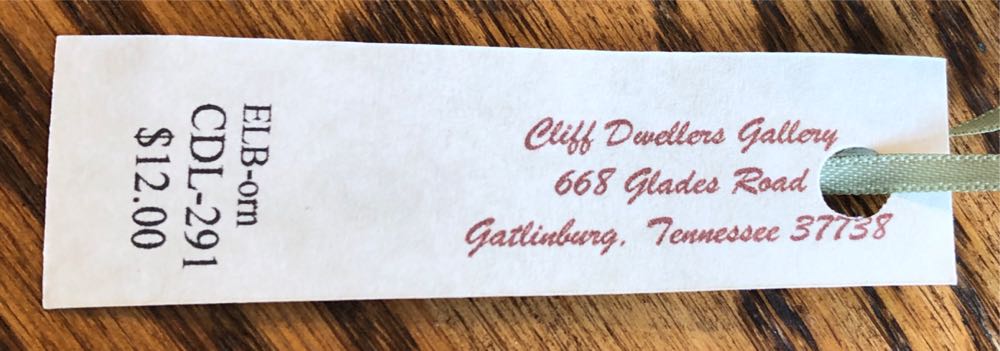 Cliff Dwellers Gallery
668 Glades Road
Gatlinburg, Tennessee 37738
ELB-orn
CDL-291
$12.00